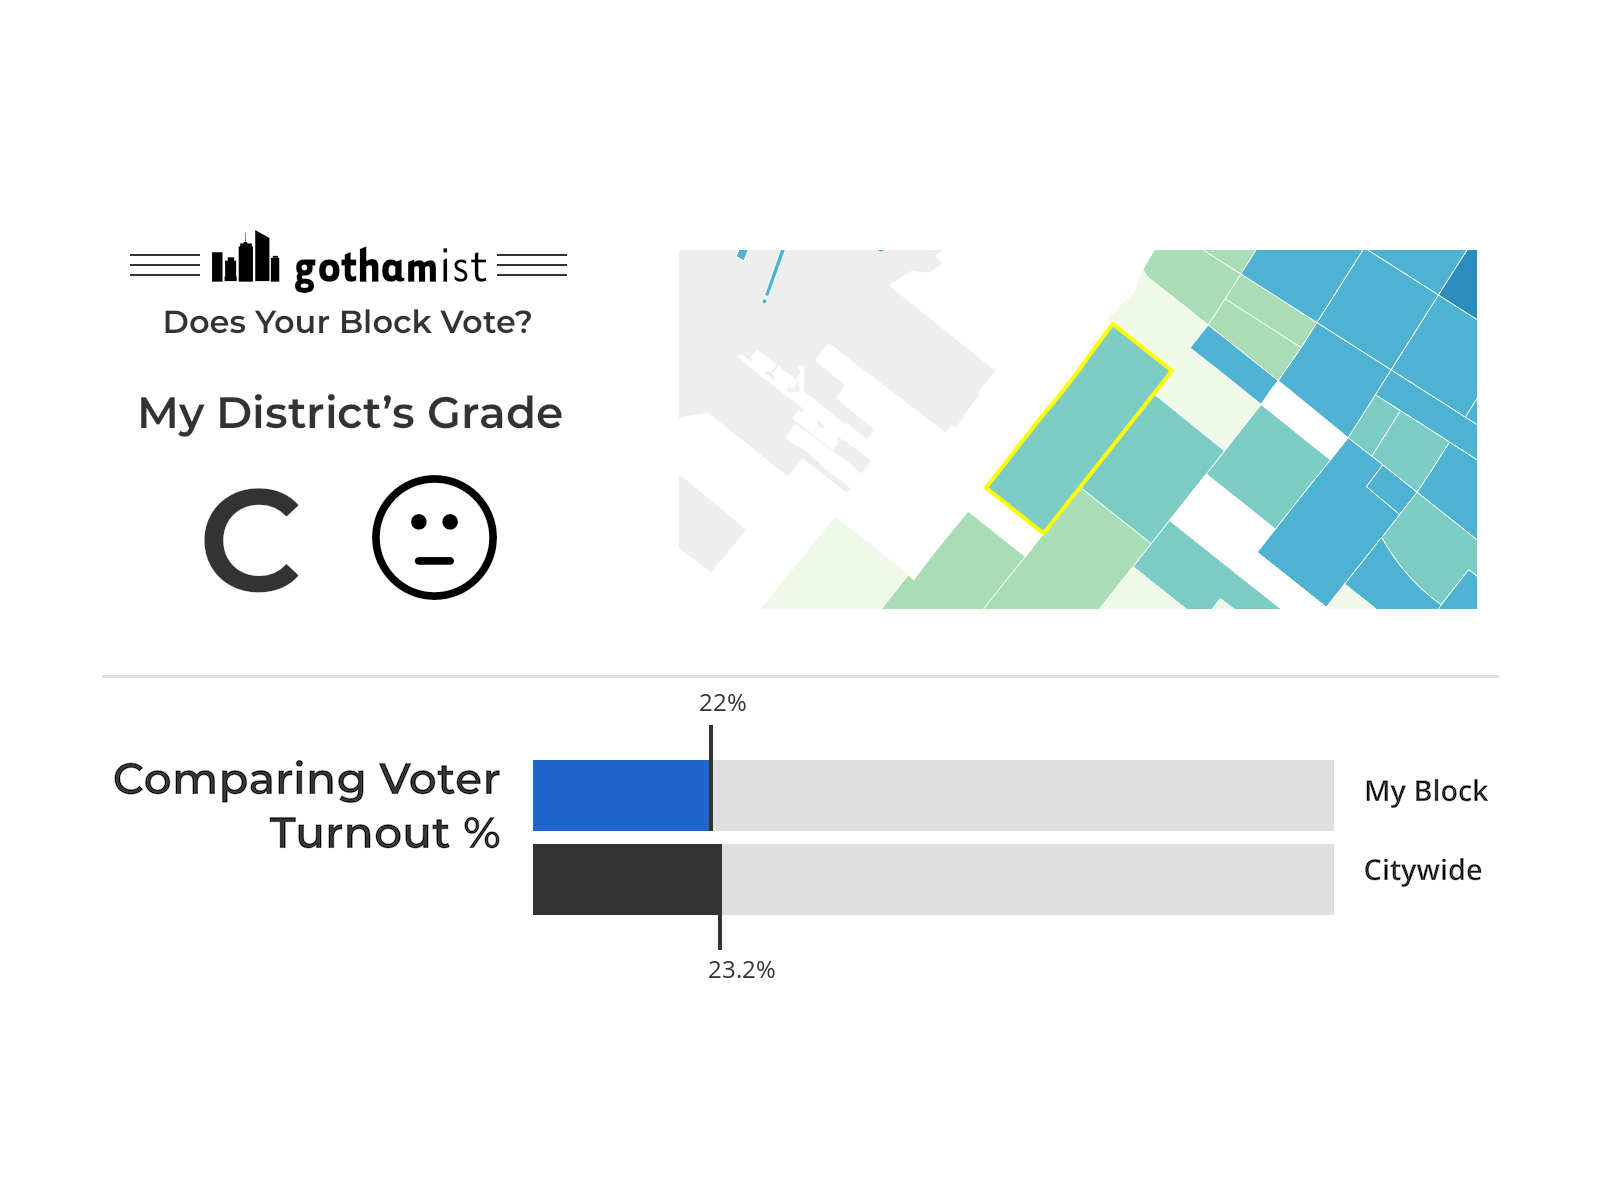 gothamist
Does Your Block Vote?
My District’s Grade
C
22%
Comparing Voter
Turnout %
My Block
Citywide
23.2%